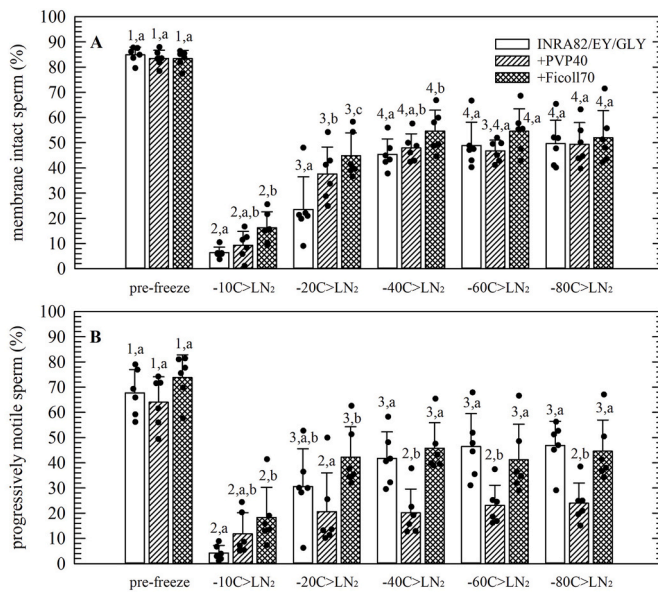 A
INRA82/EY/GLY
+PVP40
+Ficoll70
membrane intact sperm (%)
100
90
80
70
60
50
40
30
20
10
0
1,a 1,a 1,a
2,a 2,a,b 2,b
3,a 3,b 3,c
4,a 4,a,b 4,b
4,a 3,4,a 4,a
4,a 4,a 4,a
pre-freeze -10C>LN₂ -20C>LN₂ -40C>LN₂ -60C>LN₂ -80C>LN₂
B
progressively motile sperm (%)
100
90
80
70
60
50
40
30
20
10
0
1,a 1,a 1,a
2,a 2,a,b 2,b
3,a,b 2,a 3,b
3,a 2,b 3,a
3,a 2,b 3,a
3,a 2,b 3,a
pre-freeze -10C>LN₂ -20C>LN₂ -40C>LN₂ -60C>LN₂ -80C>LN₂